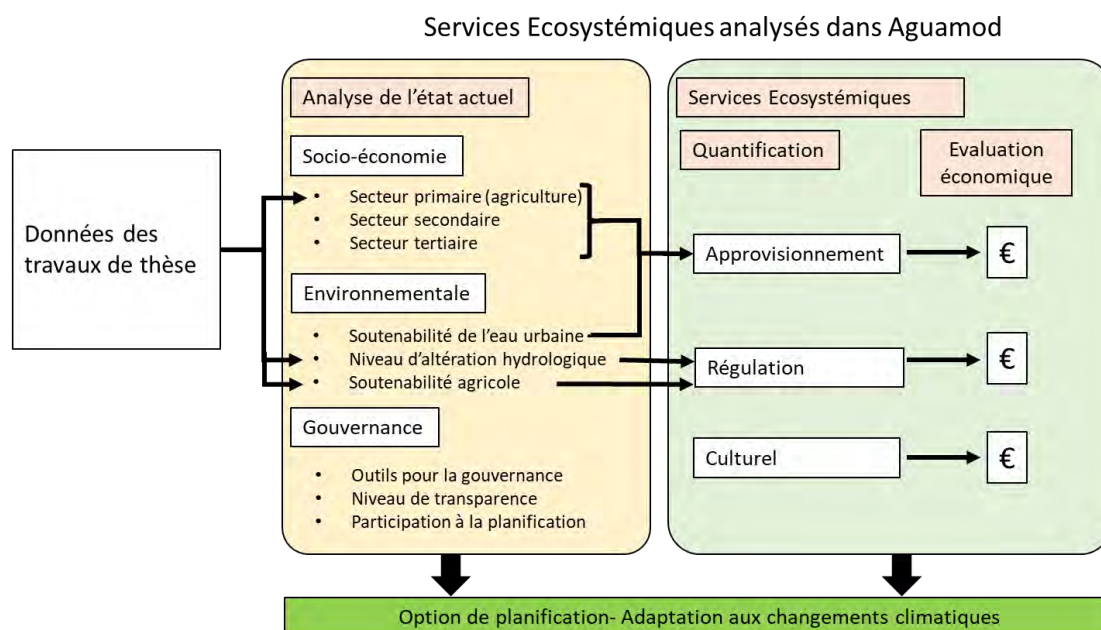 Services Ecosystémiques analysés dans Aguamod
Données des
travaux de thèse
Analyse de l'état actuel
Socio-économie
• Secteur primaire (agriculture)
• Secteur secondaire
• Secteur tertiaire
Environnementale
• Soutenabilité de l'eau urbaine
• Niveau d'altération hydrologique
• Soutenabilité agricole
Gouvernance
• Outils pour la gouvernance
• Niveau de transparence
• Participation à la planification
Services Ecosystémiques
Quantification
Evaluation
économique
Approvisionnement
€
Régulation
€
Culturel
€
Option de planification- Adaptation aux changements climatiques